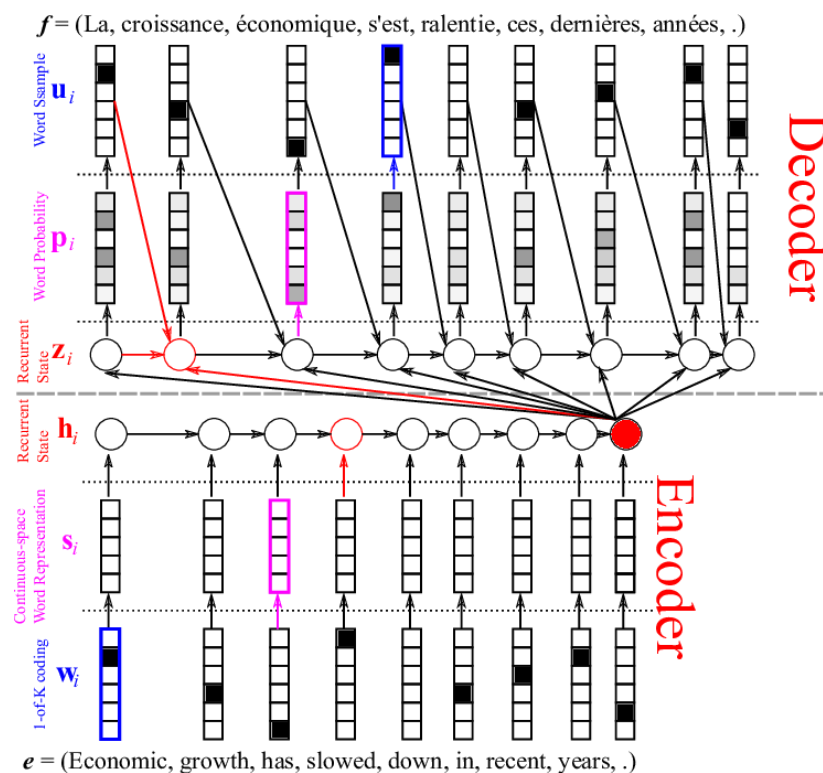 f = (La, croissance, économique, s'est, ralentie, ces, dernières, années, .)
Word Ssample
u_i
Word Probability
p_i
Recurrent
State
z_i
Decoder
Recurrent
State
h_i
Continuous-space
Word Representation
s_i
1-of-K coding
w_i
Encoder
e = (Economic, growth, has, slowed, down, in, recent, years, .)